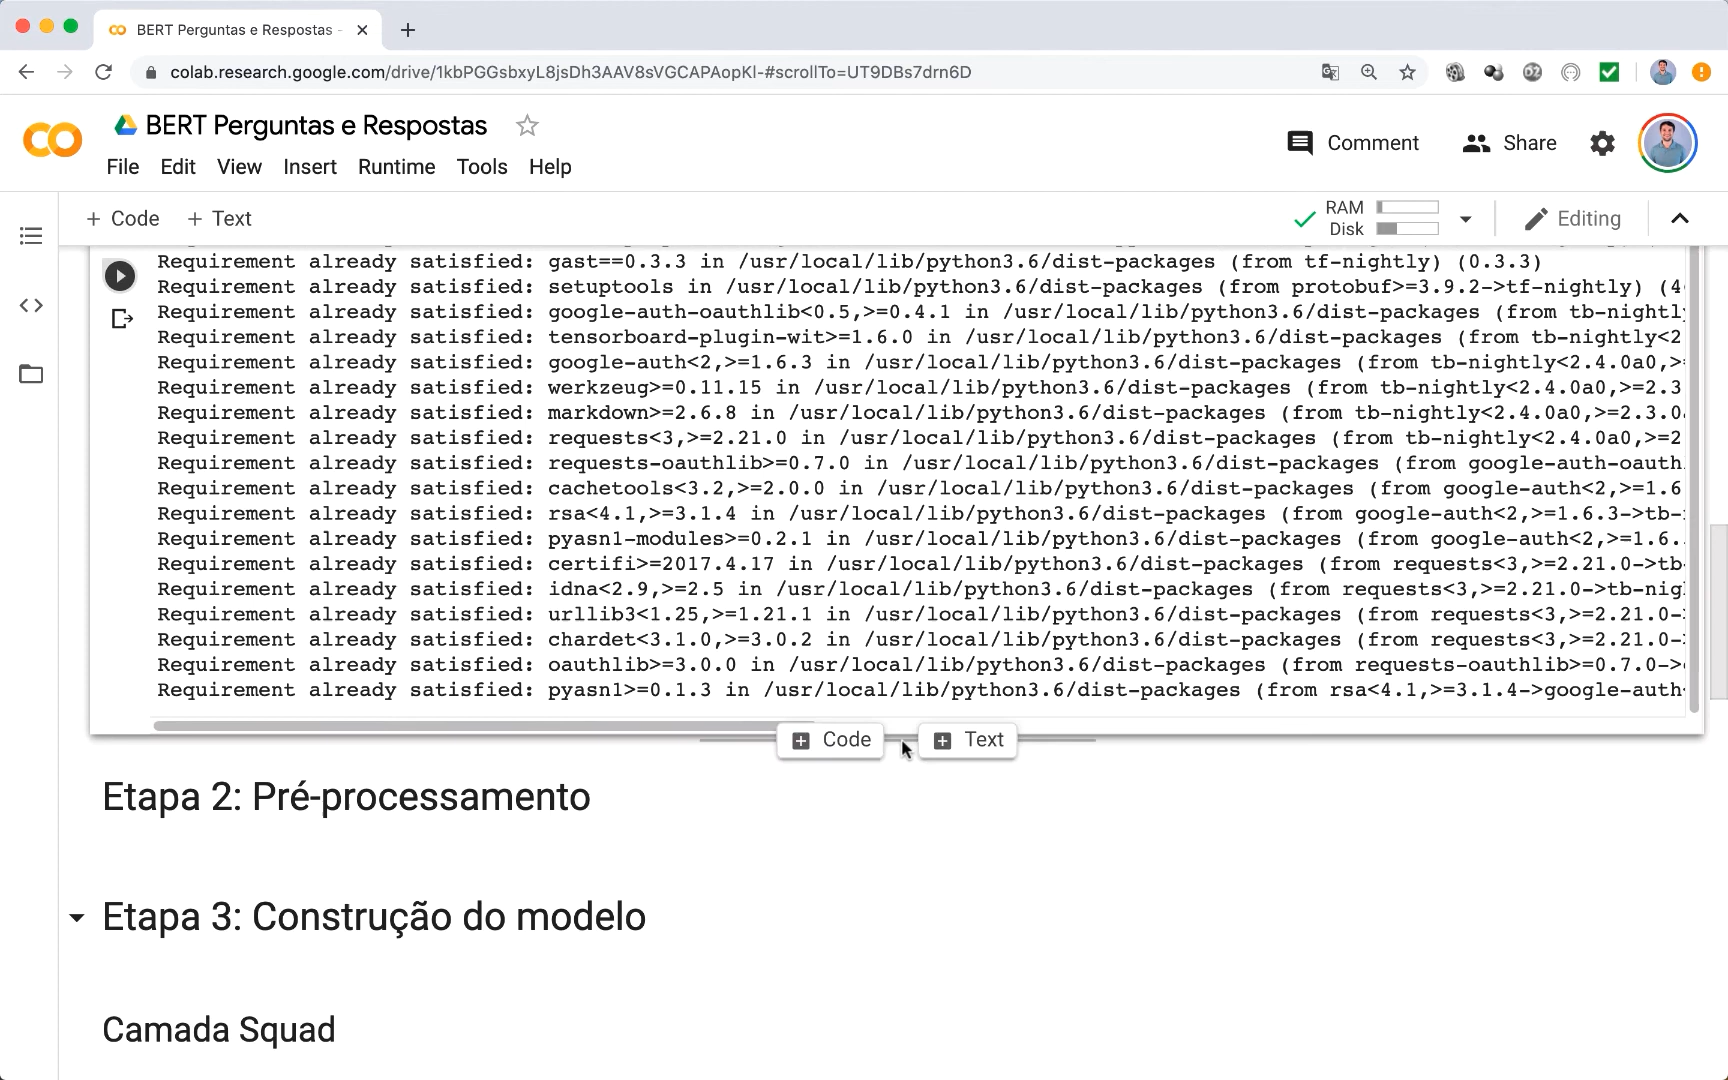 BERT Perguntas e Respostas -
colab.research.google.com/drive/1kbPGGsbxyL8jsDh3AAV8sVGCAPAopKl-#scrollTo=UT9DBs7drn6D
BERT Perguntas e Respostas
Comment
Share
File Edit View Insert Runtime Tools Help
+ Code + Text
RAM
Disk
Editing
Requirement already satisfied: gast==0.3.3 in /usr/local/lib/python3.6/dist-packages (from tf-nightly) (0.3.3)
Requirement already satisfied: setuptools in /usr/local/lib/python3.6/dist-packages (from protobuf>=3.9.2->tf-nightly) (4
Requirement already satisfied: google-auth-oauthlib<0.5,>=0.4.1 in /usr/local/lib/python3.6/dist-packages (from tb-nightly
Requirement already satisfied: tensorboard-plugin-wit>=1.6.0 in /usr/local/lib/python3.6/dist-packages (from tb-nightly<2
Requirement already satisfied: google-auth<2,>=1.6.3 in /usr/local/lib/python3.6/dist-packages (from tb-nightly<2.4.0a0,>=
Requirement already satisfied: werkzeug>=0.11.15 in /usr/local/lib/python3.6/dist-packages (from tb-nightly<2.4.0a0,>=2.3
Requirement already satisfied: markdown>=2.6.8 in /usr/local/lib/python3.6/dist-packages (from tb-nightly<2.4.0a0,>=2.3.0
Requirement already satisfied: requests<3,>=2.21.0 in /usr/local/lib/python3.6/dist-packages (from tb-nightly<2.4.0a0,>=2
Requirement already satisfied: requests-oauthlib>=0.7.0 in /usr/local/lib/python3.6/dist-packages (from google-auth-oauth
Requirement already satisfied: cachetools<3.2,>=2.0.0 in /usr/local/lib/python3.6/dist-packages (from google-auth<2,>=1.6
Requirement already satisfied: rsa<4.1,>=3.1.4 in /usr/local/lib/python3.6/dist-packages (from google-auth<2,>=1.6.3->tb-
Requirement already satisfied: pyasn1-modules>=0.2.1 in /usr/local/lib/python3.6/dist-packages (from google-auth<2,>=1.6.
Requirement already satisfied: certifi>=2017.4.17 in /usr/local/lib/python3.6/dist-packages (from requests<3,>=2.21.0->tb-
Requirement already satisfied: idna<2.9,>=2.5 in /usr/local/lib/python3.6/dist-packages (from requests<3,>=2.21.0->tb-nig
Requirement already satisfied: urllib3<1.25,>=1.21.1 in /usr/local/lib/python3.6/dist-packages (from requests<3,>=2.21.0-
Requirement already satisfied: chardet<3.1.0,>=3.0.2 in /usr/local/lib/python3.6/dist-packages (from requests<3,>=2.21.0-
Requirement already satisfied: oauthlib>=3.0.0 in /usr/local/lib/python3.6/dist-packages (from requests-oauthlib>=0.7.0->
Requirement already satisfied: pyasn1>=0.1.3 in /usr/local/lib/python3.6/dist-packages (from rsa<4.1,>=3.1.4->google-auth
Code Text
Etapa 2: Pré-processamento
Etapa 3: Construção do modelo
Camada Squad